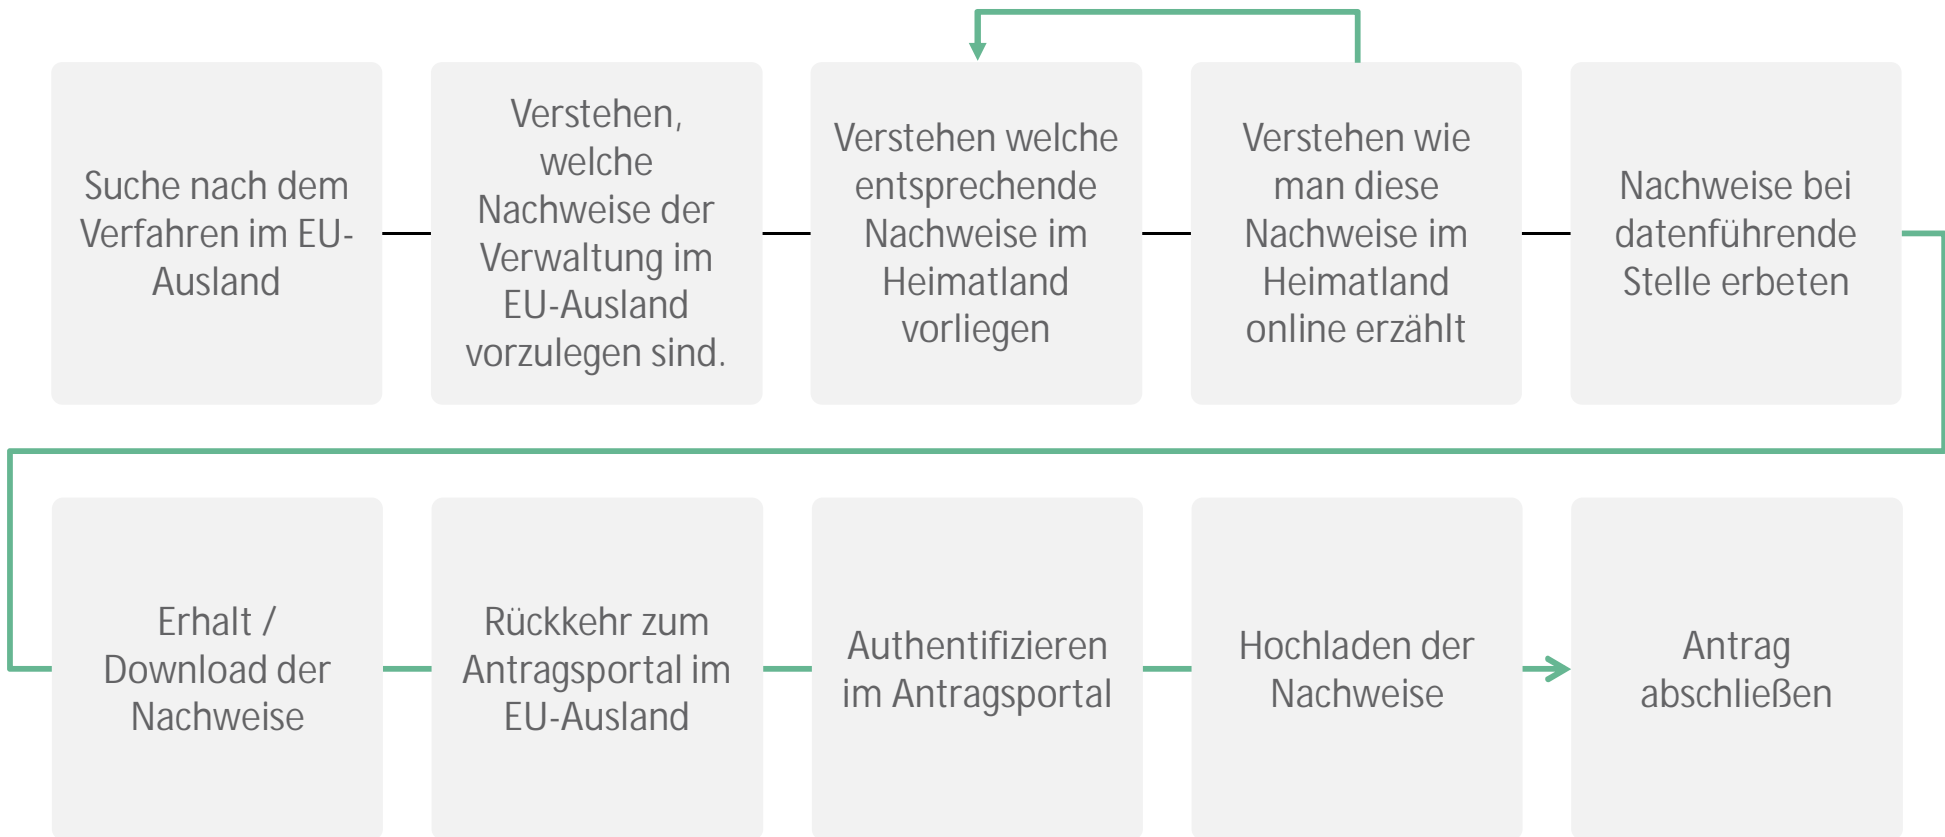 Suche nach dem
Verfahren im EU-
Ausland
Verstehen,
welche
Nachweise der
Verwaltung im
EU-Ausland
vorzulegen sind.
Verstehen welche
entsprechende
Nachweise im
Heimatland
vorliegen
Verstehen wie
man diese
Nachweise im
Heimatland
online erzählt
Nachweise bei
datenführende
Stelle erbeten
Erhalt /
Download der
Nachweise
Rückkehr zum
Antragsportal im
EU-Ausland
Authentifizieren
im Antragsportal
Hochladen der
Nachweise
Antrag
abschließen